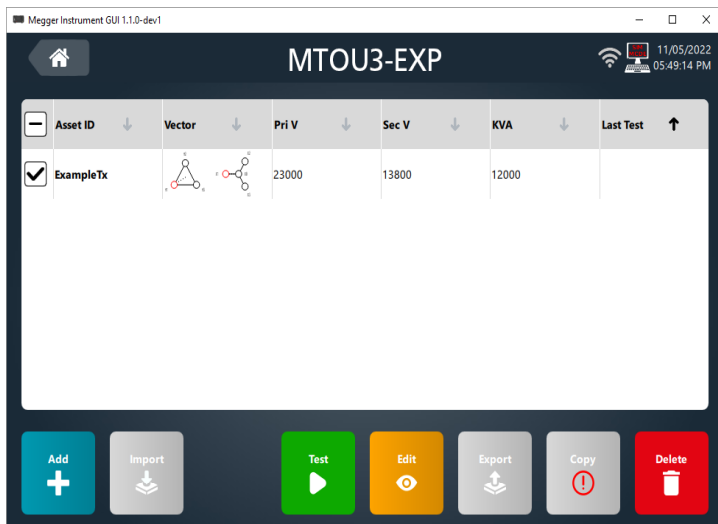 Megger Instrument GUI 1.1.0-dev1
MTOU3-EXP
11/05/2022
05:49:14 PM
Asset ID Vector Pri V Sec V KVA Last Test
ExampleTx 23000 13800 12000
Add Import Test Edit Export Copy Delete